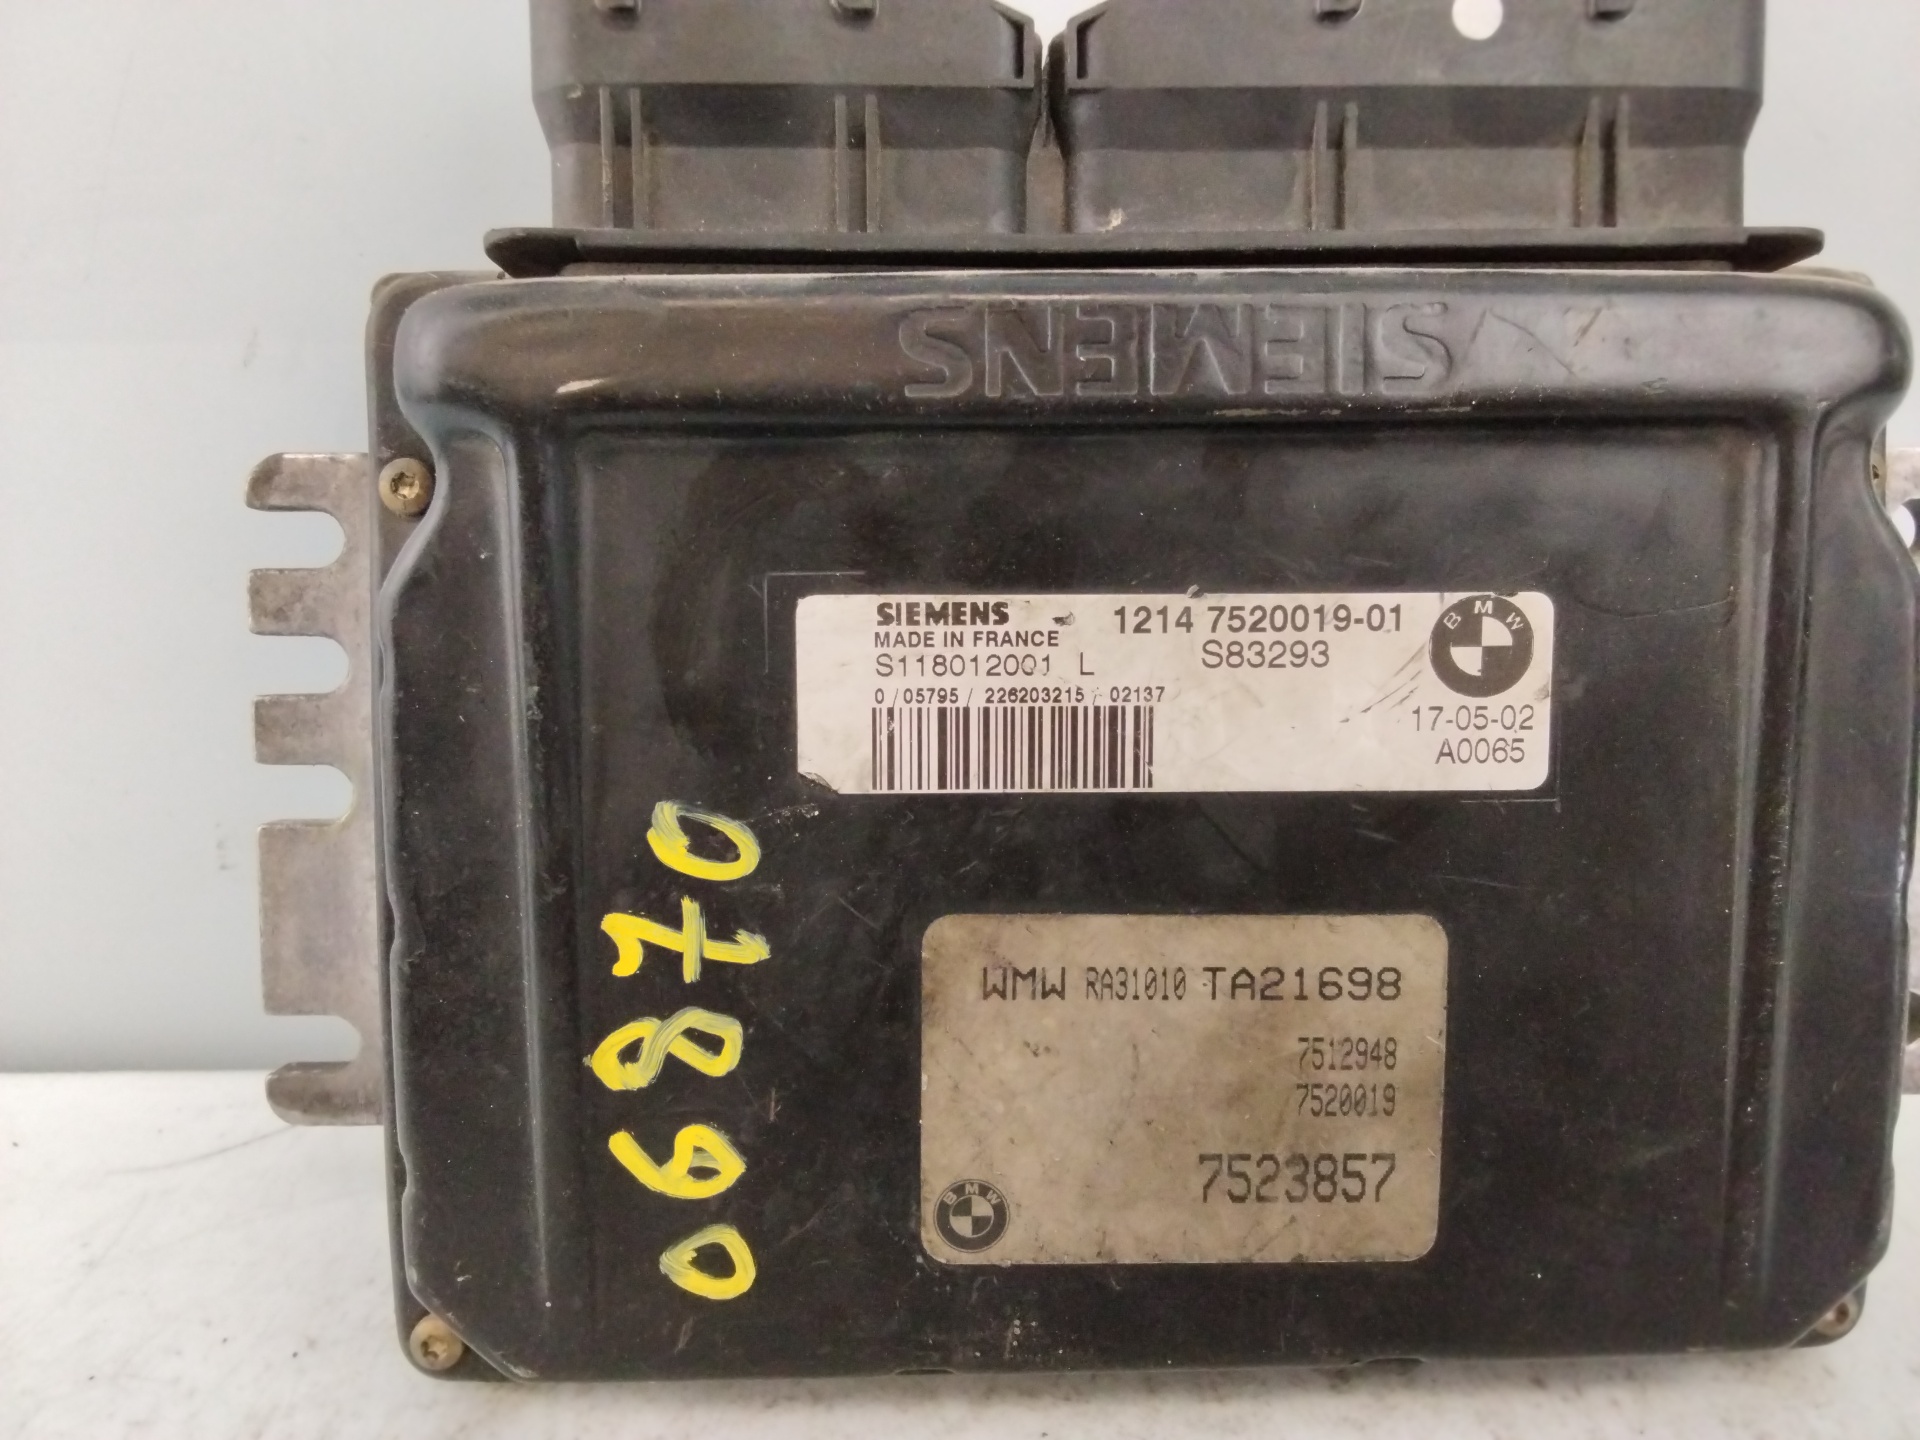 SIEMENS
SIEMENS
MADE IN FRANCE
S118012001 L
0/05795/226203215/02137
1214 7520019-01
S83293
BMW
17-05-02
A0065
WMW RA31010 TA21698
7512948
7520019
7523857
BMW
06870